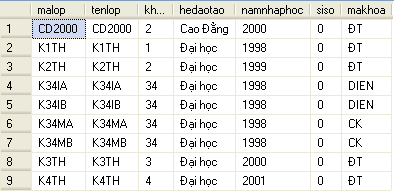 malop tenlop kh... hedaotao namnhaphoc siso makhoa
1 CD2000 CD2000 2 Cao Đẳng 2000 0 ĐT
2 K1TH K1TH 1 Đại học 1998 0 ĐT
3 K2TH K2TH 2 Đại học 1999 0 ĐT
4 K34IA K34IA 34 Đại học 1998 0 DIEN
5 K34IB K34IB 34 Đại học 1998 0 DIEN
6 K34MA K34MA 34 Đại học 1998 0 CK
7 K34MB K34MB 34 Đại học 1998 0 CK
8 K3TH K3TH 3 Đại học 2000 0 ĐT
9 K4TH K4TH 4 Đại học 2001 0 ĐT